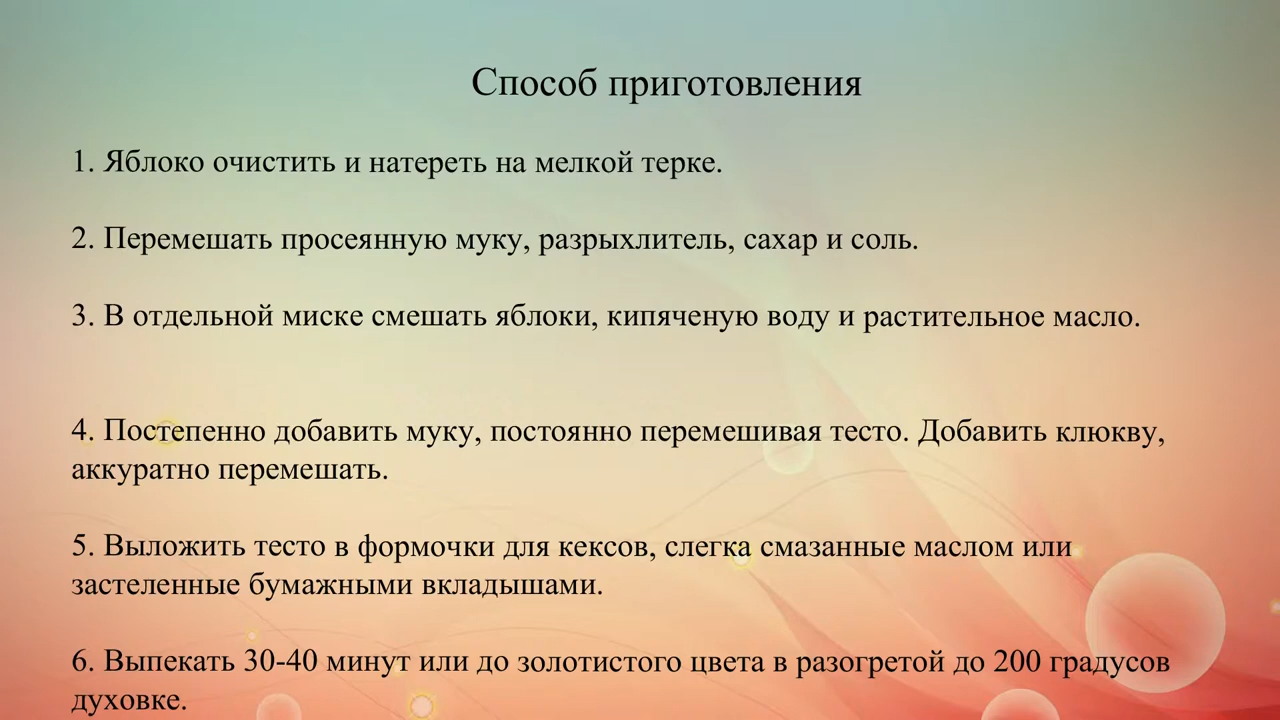 Способ приготовления
1. Яблоко очистить и натереть на мелкой терке.
2. Перемешать просеянную муку, разрыхлитель, сахар и соль.
3. В отдельной миске смешать яблоки, кипяченую воду и растительное масло.
4. Постепенно добавить муку, постоянно перемешивая тесто. Добавить клюкву,
аккуратно перемешать.
5. Выложить тесто в формочки для кексов, слегка смазанные маслом или
застеленные бумажными вкладышами.
6. Выпекать 30-40 минут или до золотистого цвета в разогретой до 200 градусов
духовке.